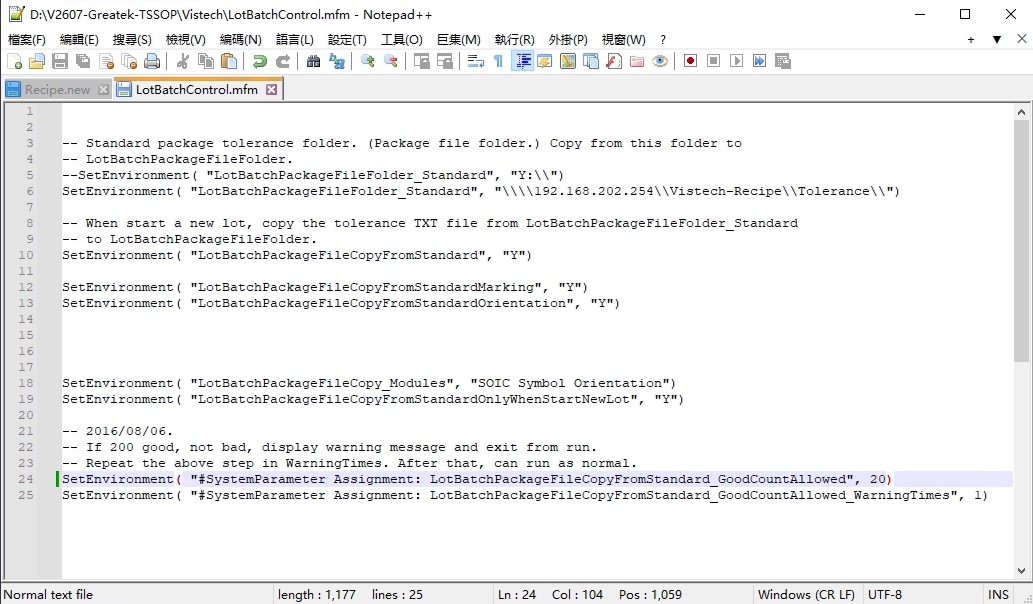 D:\V2607-Greatek-TSSOP\Vistech\LotBatchControl.mfm - Notepad++
檔案(F) 編輯(E) 搜尋(S) 檢視(V) 編碼(N) 語言(L) 設定(T) 工具(O) 巨集(M) 執行(R) 外掛(P) 視窗(W) ? + ▼ X
Recipe.new LotBatchControl.mfm
1
2
3 -- Standard package tolerance folder. (Package file folder.) Copy from this folder to
4 -- LotBatchPackageFileFolder.
5 --SetEnvironment( "LotBatchPackageFileFolder_Standard", "Y:\\")
6 SetEnvironment( "LotBatchPackageFileFolder_Standard", "\\\\192.168.202.254\\Vistech-Recipe\\Tolerance\\")
7
8 -- When start a new lot, copy the tolerance TXT file from LotBatchPackageFileFolder_Standard
9 -- to LotBatchPackageFileFolder.
10 SetEnvironment( "LotBatchPackageFileCopyFromStandard", "Y")
11
12 SetEnvironment( "LotBatchPackageFileCopyFromStandardMarking", "Y")
13 SetEnvironment( "LotBatchPackageFileCopyFromStandardOrientation", "Y")
14
15
16
17
18 SetEnvironment( "LotBatchPackageFileCopy_Modules", "SOIC Symbol Orientation")
19 SetEnvironment( "LotBatchPackageFileCopyFromStandardOnlyWhenStartNewLot", "Y")
20
21 -- 2016/08/06.
22 -- If 200 good, not bad, display warning message and exit from run.
23 -- Repeat the above step in WarningTimes. After that, can run as normal.
24 SetEnvironment( "#SystemParameter Assignment: LotBatchPackageFileCopyFromStandard_GoodCountAllowed", 20)
25 SetEnvironment( "#SystemParameter Assignment: LotBatchPackageFileCopyFromStandard_GoodCountAllowed_WarningTimes", 1)
Normal text file length : 1,177 lines : 25 Ln : 24 Col : 104 Pos : 1,059 Windows (CR LF) UTF-8 INS